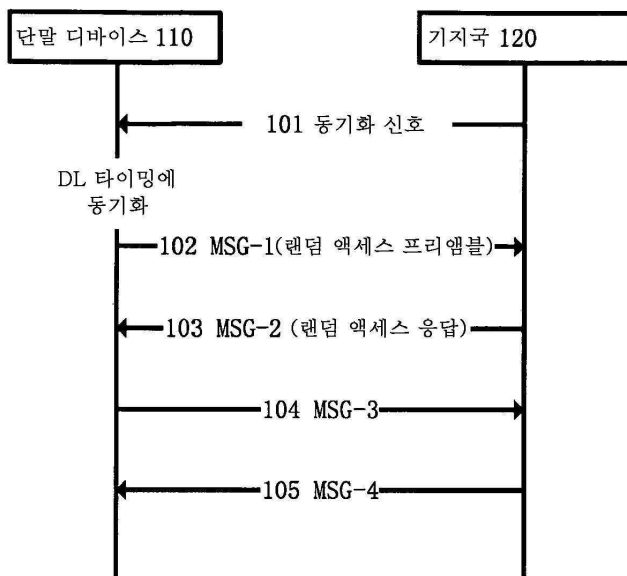 단말 디바이스 110
기지국 120
101 동기화 신호
DL 타이밍에
동기화
102 MSG-1(랜덤 액세스 프리앰블)
103 MSG-2 (랜덤 액세스 응답)
104 MSG-3
105 MSG-4